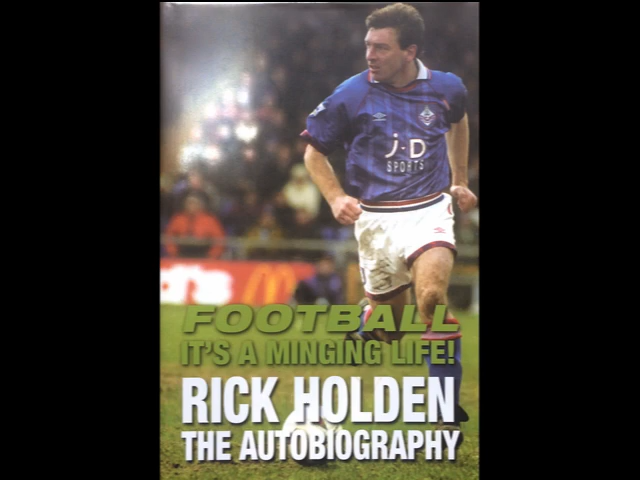 J-D
SPORTS
d's
FOOTBALL
IT'S A MINGING LIFE!
RICK HOLDEN
THE AUTOBIOGRAPHY